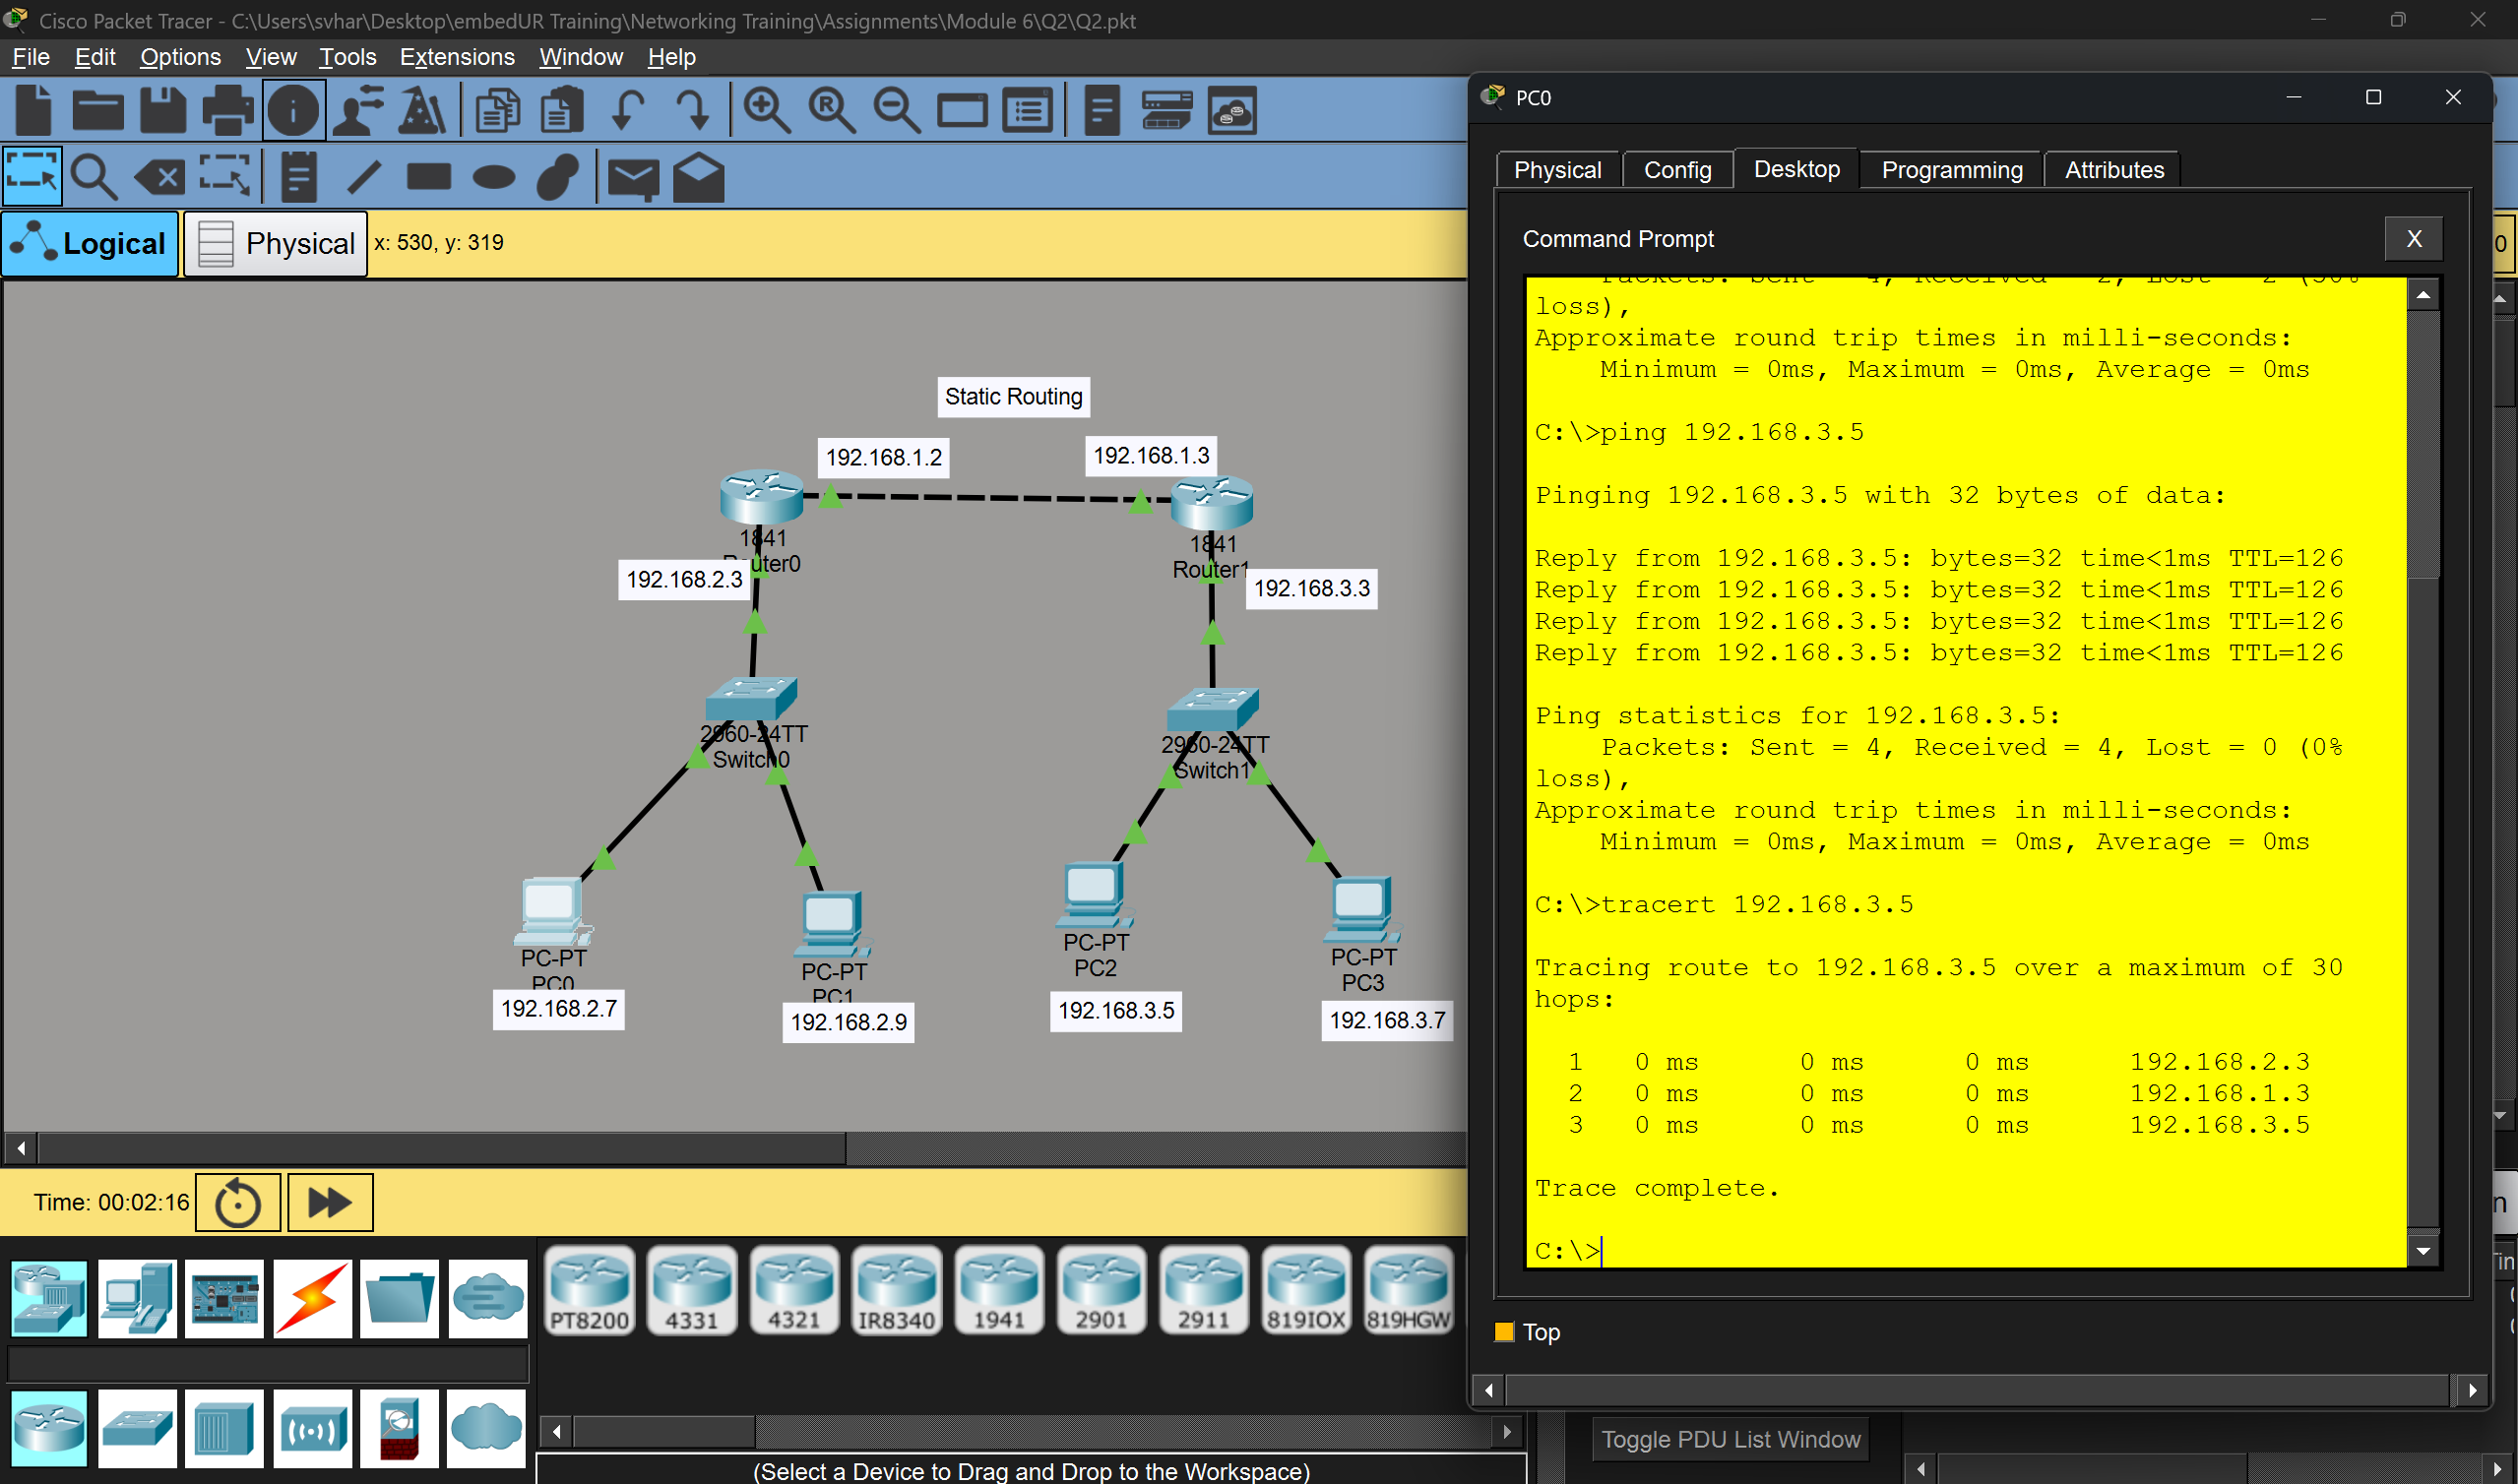 Cisco Packet Tracer - C:\Users\svhar\Desktop\embedUR Training\Networking Training\Assignments\Module 6\Q2\Q2.pkt
File Edit Options View Tools Extensions Window Help
Logical
Physical
x: 530, y: 319
Static Routing
192.168.1.2
192.168.1.3
1841
Router0
1841
Router1
192.168.2.3
192.168.3.3
2960-24TT
Switch0
2960-24TT
Switch1
PC-PT
PC0
192.168.2.7
PC-PT
PC1
192.168.2.9
PC-PT
PC2
192.168.3.5
PC-PT
PC3
192.168.3.7
Time: 00:02:16
PT8200
4331
4321
IR8340
1941
2901
2911
819IOX
819HGW
(Select a Device to Drag and Drop to the Workspace)
PC0
Physical Config Desktop Programming Attributes
Command Prompt
X
loss),
Approximate round trip times in milli-seconds:
Minimum = 0ms, Maximum = 0ms, Average = 0ms
C:\>ping 192.168.3.5
Pinging 192.168.3.5 with 32 bytes of data:
Reply from 192.168.3.5: bytes=32 time<1ms TTL=126
Reply from 192.168.3.5: bytes=32 time<1ms TTL=126
Reply from 192.168.3.5: bytes=32 time<1ms TTL=126
Reply from 192.168.3.5: bytes=32 time<1ms TTL=126
Ping statistics for 192.168.3.5:
Packets: Sent = 4, Received = 4, Lost = 0 (0%
loss),
Approximate round trip times in milli-seconds:
Minimum = 0ms, Maximum = 0ms, Average = 0ms
C:\>tracert 192.168.3.5
Tracing route to 192.168.3.5 over a maximum of 30
hops:
1 0 ms 0 ms 0 ms 192.168.2.3
2 0 ms 0 ms 0 ms 192.168.1.3
3 0 ms 0 ms 0 ms 192.168.3.5
Trace complete.
C:\>
Top
Toggle PDU List Window